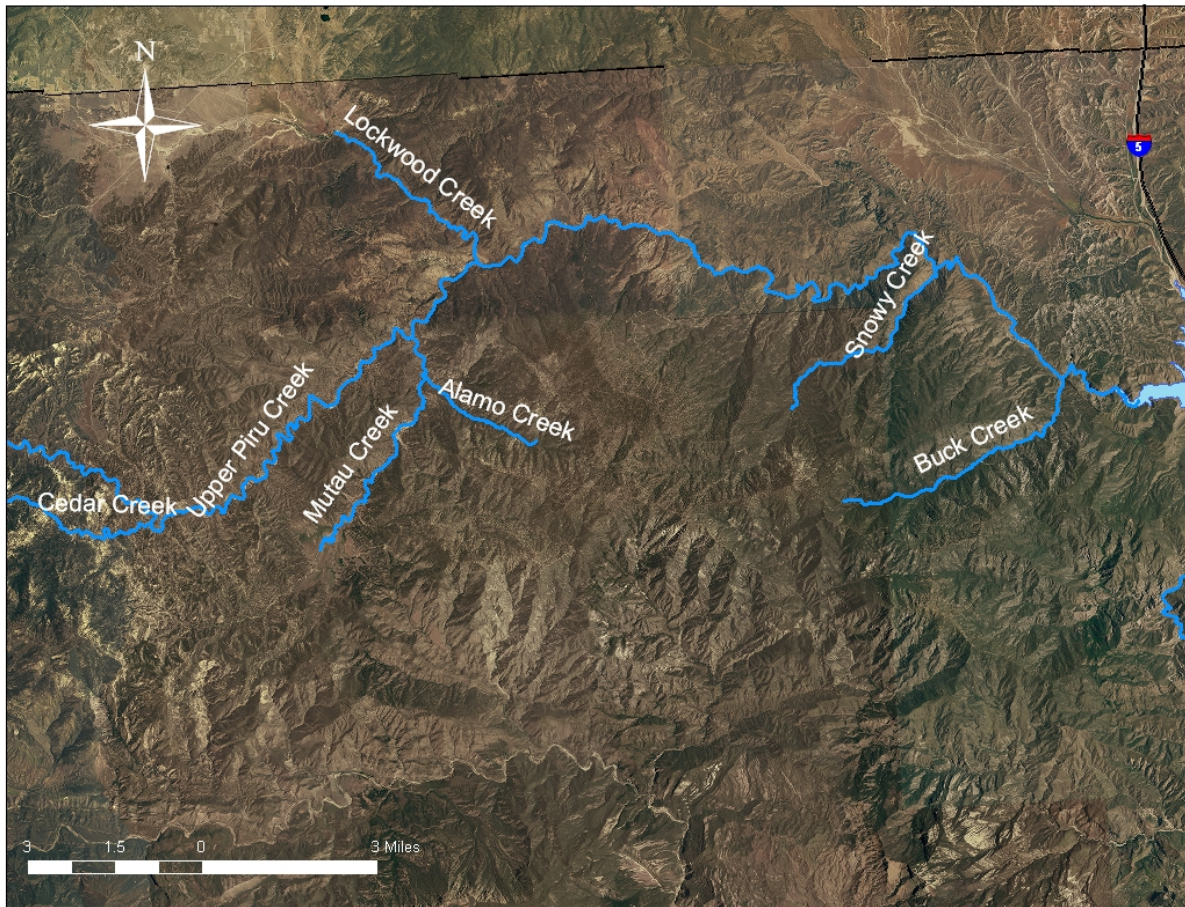 N
Lockwood Creek
5
Snowy Creek
Upper Piru Creek
Alamo Creek
Mutau Creek
Buck Creek
Cedar Creek
3 1.5 0 3 Miles